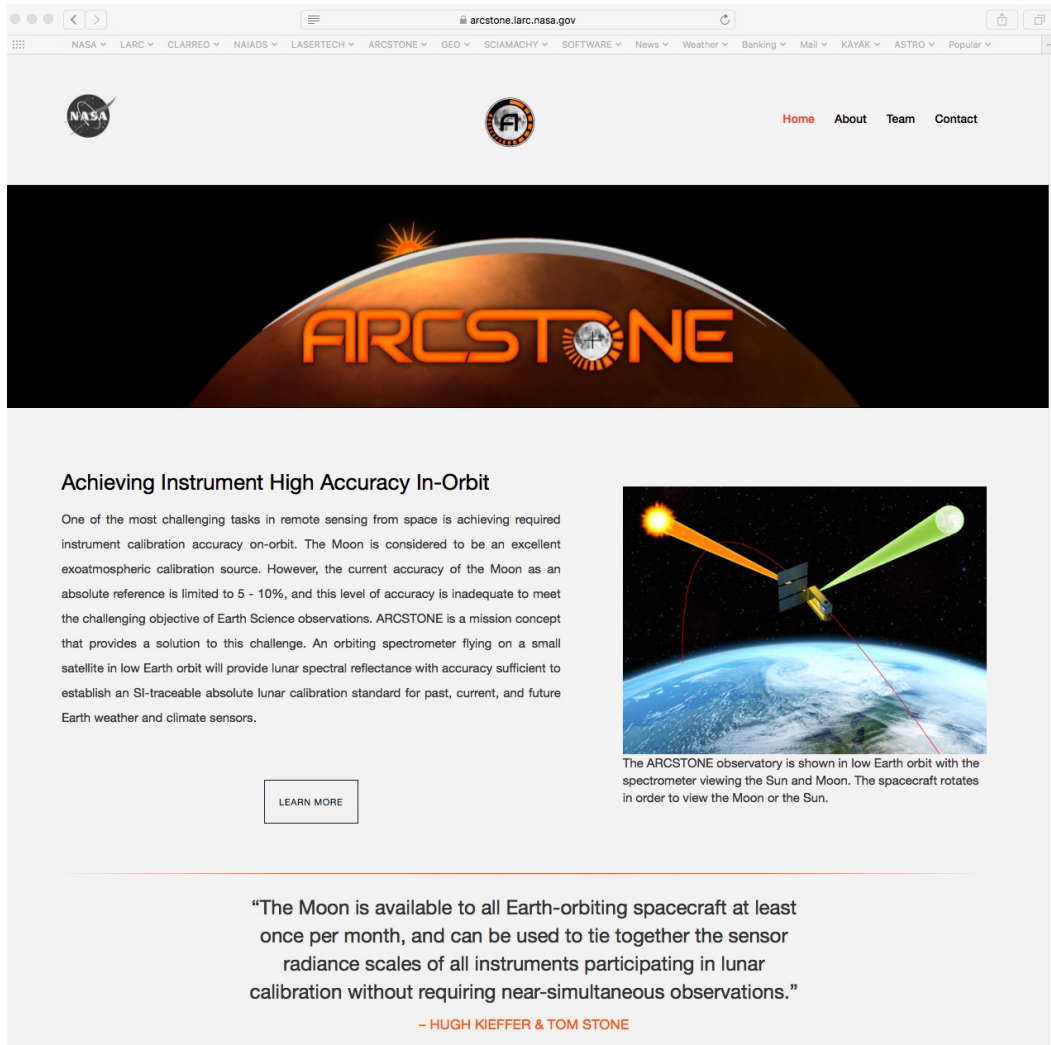 arcstone.larc.nasa.gov
NASA LARC CLARREO NAIADS LASERTECH ARCSTONE GEO SCIAMACHY SOFTWARE News Weather Banking Mail KAYAK ASTRO Popular
NASA
A
Home About Team Contact
ARCSTONE
Achieving Instrument High Accuracy In-Orbit
One of the most challenging tasks in remote sensing from space is achieving required
instrument calibration accuracy on-orbit. The Moon is considered to be an excellent
exoatmospheric calibration source. However, the current accuracy of the Moon as an
absolute reference is limited to 5 - 10%, and this level of accuracy is inadequate to meet
the challenging objective of Earth Science observations. ARCSTONE is a mission concept
that provides a solution to this challenge. An orbiting spectrometer flying on a small
satellite in low Earth orbit will provide lunar spectral reflectance with accuracy sufficient to
establish an SI-traceable absolute lunar calibration standard for past, current, and future
Earth weather and climate sensors.
LEARN MORE
The ARCSTONE observatory is shown in low Earth orbit with the
spectrometer viewing the Sun and Moon. The spacecraft rotates
in order to view the Moon or the Sun.
“The Moon is available to all Earth-orbiting spacecraft at least
once per month, and can be used to tie together the sensor
radiance scales of all instruments participating in lunar
calibration without requiring near-simultaneous observations.”
– HUGH KIEFFER & TOM STONE